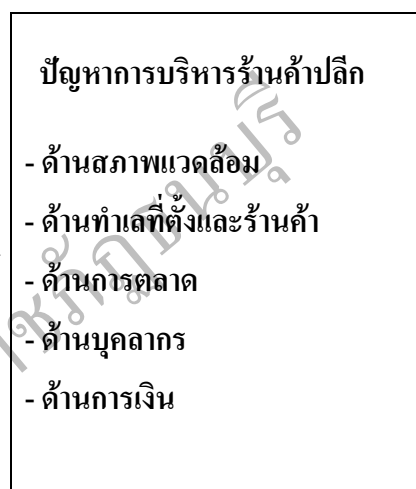 ปัญหาการบริหารร้านค้าปลีก
- ด้านสภาพแวดล้อม
- ด้านทำเลที่ตั้งและร้านค้า
- ด้านการตลาด
- ด้านบุคลากร
- ด้านการเงิน